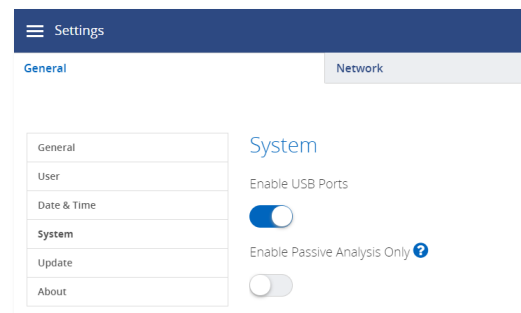 Settings
General
Network
General
User
Date & Time
System
Update
About
System
Enable USB Ports
Enable Passive Analysis Only ?